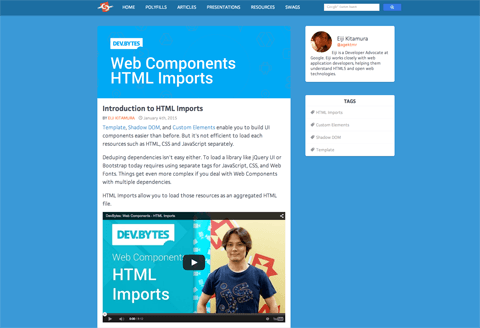 HOME POLYFILLS ARTICLES PRESENTATIONS RESOURCES SWAGS
DEV.BYTES
Web Components
HTML Imports
Introduction to HTML Imports
BY EIJI KITAMURA January 4th, 2015
Template, Shadow DOM, and Custom Elements enable you to build UI
components easier than before. But it's not efficient to load each
resources such as HTML, CSS and JavaScript separately.
Deduping dependencies isn't easy either. To load a library like jQuery UI or
Bootstrap today requires using separate tags for JavaScript, CSS, and Web
Fonts. Things get even more complex if you deal with Web Components
with multiple dependencies.
HTML Imports allow you to load those resources as an aggregated HTML
file.
DevBytes: Web Components - HTML Imports
DEV.BYTES
Web Component
HTML
Imports
Eiji Kitamura
Eiji is a Developer Advocate at
Google. Eiji works closely with web
application developers, helping them
understand HTML5 and open web
technologies.
TAGS
HTML Imports
Custom Elements
Shadow DOM
Template